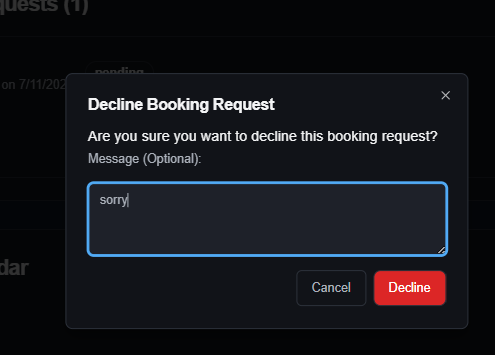 quests (1)
pending
on 7/11/202
Decline Booking Request
Are you sure you want to decline this booking request?
Message (Optional):
sorry
dar
Cancel
Decline